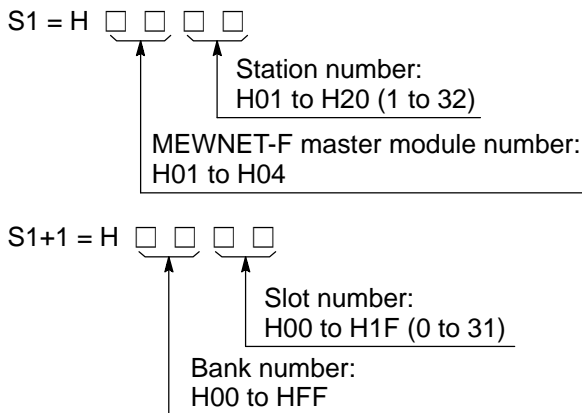 S1 = H □ □ □ □
Station number:
H01 to H20 (1 to 32)
MEWNET-F master module number:
H01 to H04
S1+1 = H □ □ □ □
Slot number:
H00 to H1F (0 to 31)
Bank number:
H00 to HFF